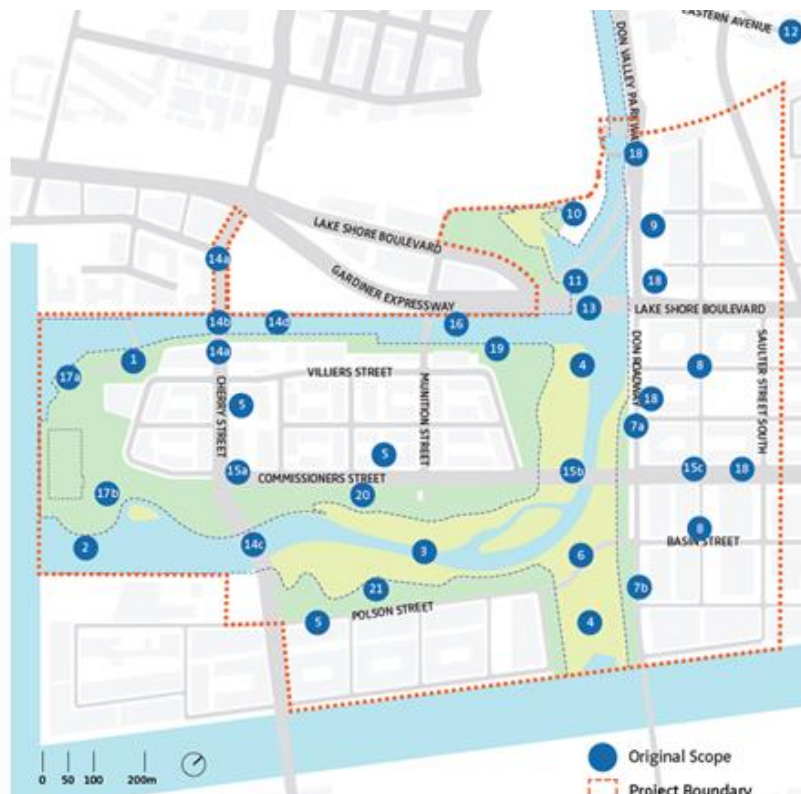 EASTERN AVENUE
12
DON VALLEY PARKWAY
18
10
9
LAKE SHORE BOULEVARD
14a
11
18
GARDINER EXPRESSWAY
13
LAKE SHORE BOULEVARD
14b
14d
16
1
14a
19
4
8
17a
VILLIERS STREET
CHERRY STREET
MUNITION STREET
DON ROADWAY
SAULTER STREET SOUTH
5
18
7a
5
15a
COMMISSIONERS STREET
15b
15c
18
17b
20
8
BASIN STREET
2
14c
3
6
21
7b
POLSON STREET
5
4
0 50 100 200m
Original Scope
Project Boundary